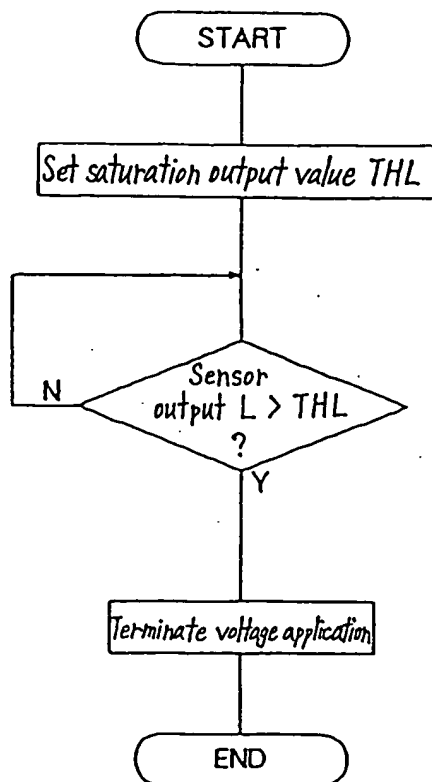 START
Set saturation output value THL
Sensor
output L > THL
?
N
Y
Terminate voltage application
END